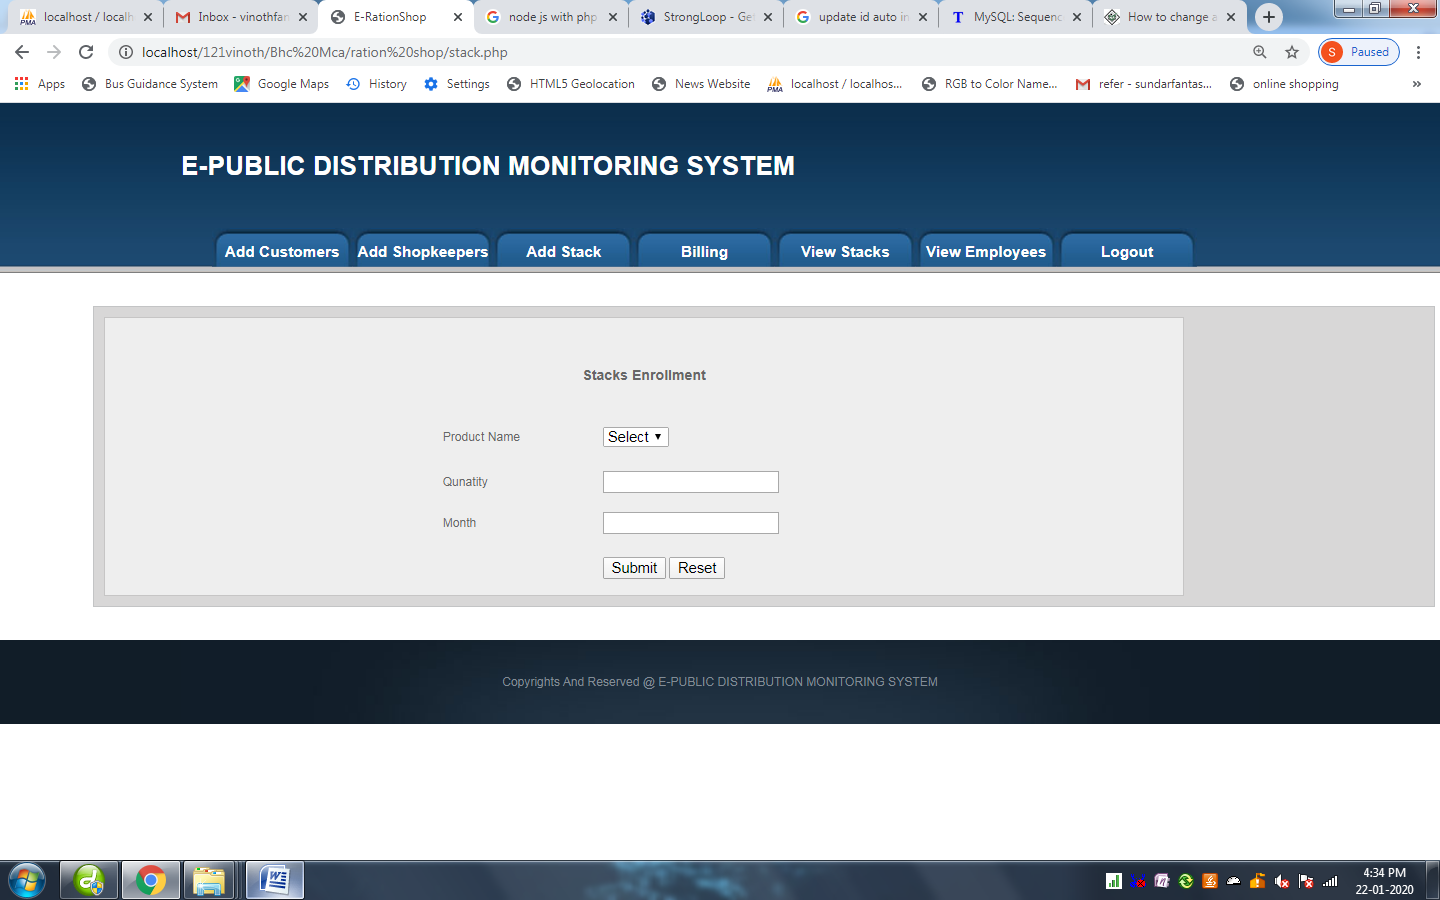 localhost / localh
Inbox - vinothfan
E-RationShop
node js with php
StrongLoop - Get
update id auto in
MySQL: Sequenc
How to change a
localhost/121vinoth/Bhc%20Mca/ration%20shop/stack.php
S Paused
Apps
Bus Guidance System
Google Maps
History
Settings
HTML5 Geolocation
News Website
localhost / localhos...
RGB to Color Name...
refer - sundarfantas...
online shopping
»
E-PUBLIC DISTRIBUTION MONITORING SYSTEM
Add Customers
Add Shopkeepers
Add Stack
Billing
View Stacks
View Employees
Logout
Stacks Enrollment
Product Name
Select
Qunatity
Month
Submit
Reset
Copyrights And Reserved @ E-PUBLIC DISTRIBUTION MONITORING SYSTEM
4:34 PM
22-01-2020